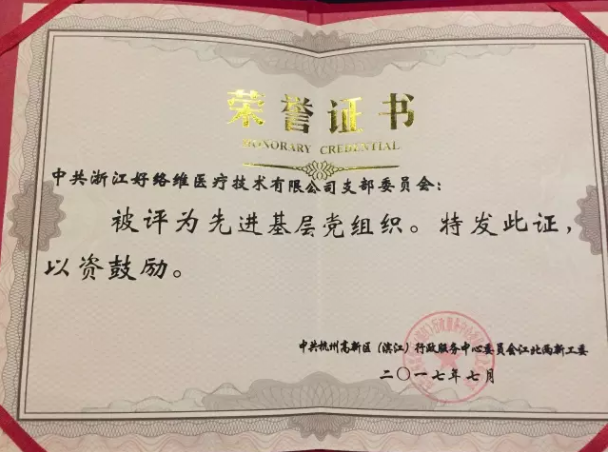 荣誉证书
HONORARY CREDENTIAL
中共浙江好络维医疗技术有限公司支部委员会：
被评为先进基层党组织。特发此证，
以资鼓励。
中共杭州高新区（滨江）行政服务中心委员会江北两新工委
二〇一七年七月